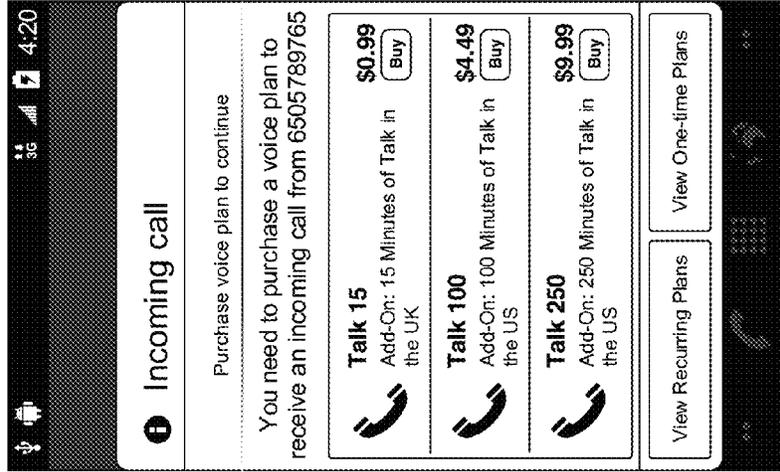 3G 4:20
Incoming call
Purchase voice plan to continue
You need to purchase a voice plan to
receive an incoming call from 6505789765
Talk 15 $0.99
Add-On: 15 Minutes of Talk in
the UK
Buy
Talk 100 $4.49
Add-On: 100 Minutes of Talk in
the US
Buy
Talk 250 $9.99
Add-On: 250 Minutes of Talk in
the US
Buy
View Recurring Plans View One-time Plans